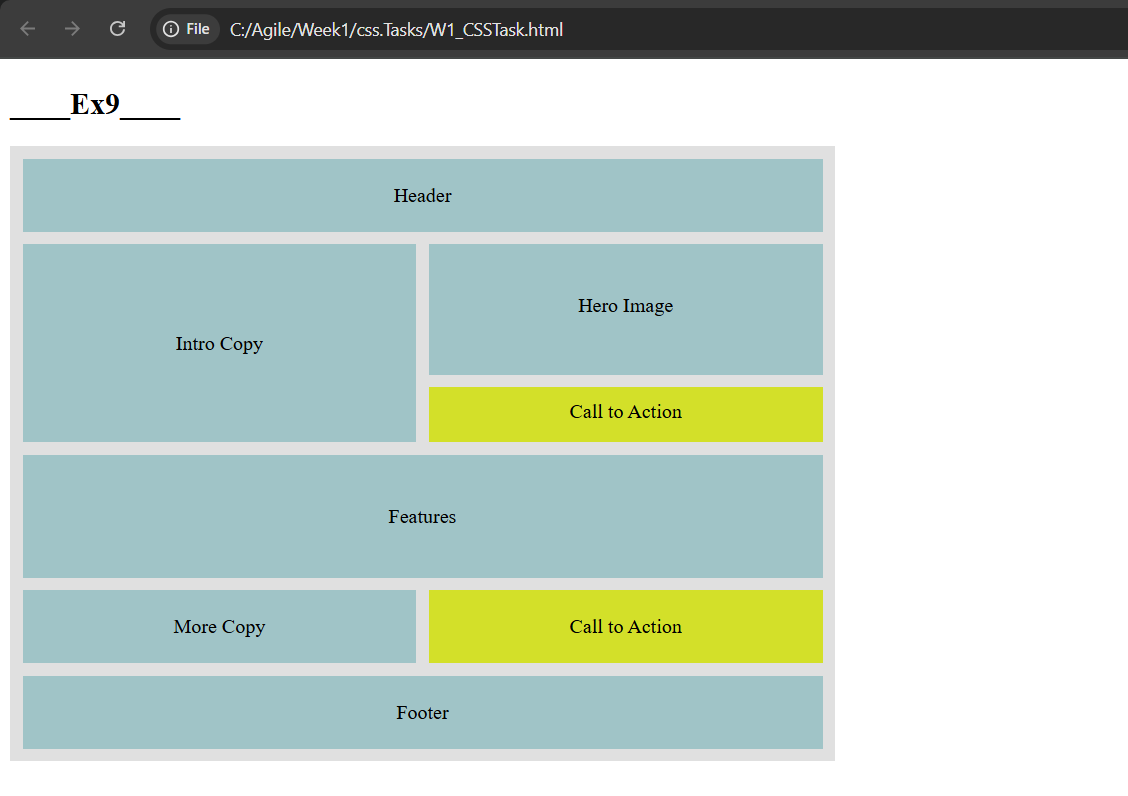 File C:/Agile/Week1/css.Tasks/W1_CSSTask.html
____Ex9____
Header
Intro Copy
Hero Image
Call to Action
Features
More Copy
Call to Action
Footer